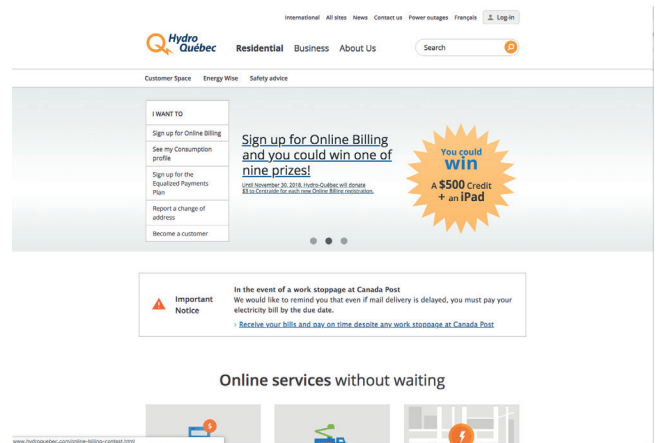 International All sites News Contact us Power outages Français Log-in
Hydro
Québec
Residential Business About Us
Search
Customer Space Energy Wise Safety advice
I WANT TO
Sign up for Online Billing
See my Consumption
profile
Sign up for the
Equalized Payments
Plan
Report a change of
address
Become a customer
Sign up for Online Billing
and you could win one of
nine prizes!
Until November 30, 2018, Hydro-Québec will donate
$3 to Centraide for each new Online Billing registration.
You could
win
A $500 Credit
+ an iPad
Important
Notice
In the event of a work stoppage at Canada Post
We would like to remind you that even if mail delivery is delayed, you must pay your
electricity bill by the due date.
> Receive your bills and pay on time despite any work stoppage at Canada Post
Online services without waiting
www.hydroquebec.com/online-billing-contest.html